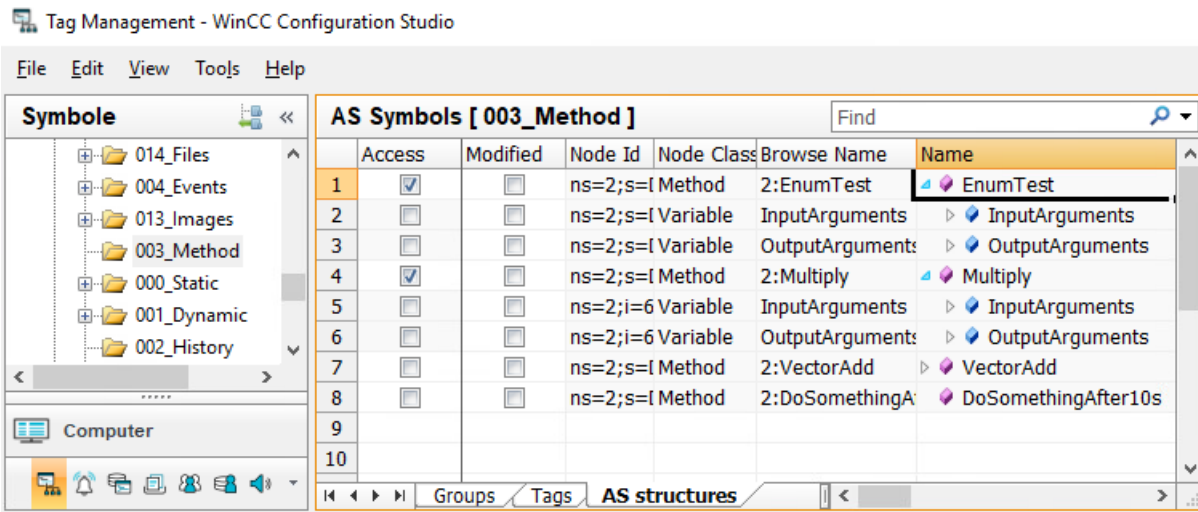 Tag Management - WinCC Configuration Studio
File Edit View Tools Help
Symbole «
014_Files
004_Events
013_Images
003_Method
000_Static
001_Dynamic
002_History
Computer
AS Symbols [ 003_Method ] Find
Access Modified Node Id Node Class Browse Name Name
1 ns=2;s=[ Method 2:EnumTest EnumTest
2 ns=2;s=[ Variable InputArguments InputArguments
3 ns=2;s=[ Variable OutputArguments OutputArguments
4 ns=2;s=[ Method 2:Multiply Multiply
5 ns=2;i=6 Variable InputArguments InputArguments
6 ns=2;i=6 Variable OutputArguments OutputArguments
7 ns=2;s=[ Method 2:VectorAdd VectorAdd
8 ns=2;s=[ Method 2:DoSomethingA DoSomethingAfter10s
9
10
Groups Tags AS structures